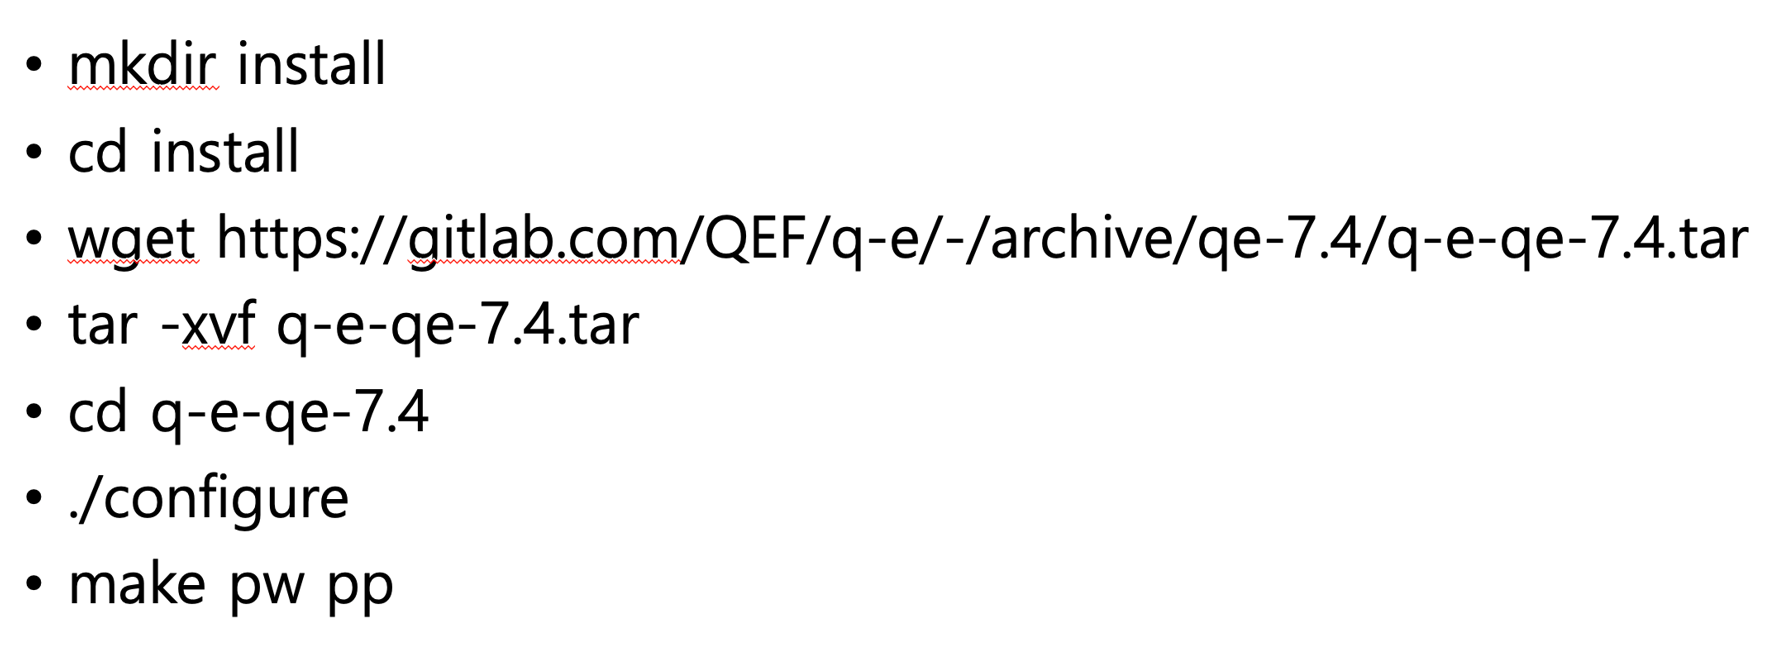 • mkdir install
• cd install
• wget https://gitlab.com/QEF/q-e/-/archive/qe-7.4/q-e-qe-7.4.tar
• tar -xvf q-e-qe-7.4.tar
• cd q-e-qe-7.4
• ./configure
• make pw pp